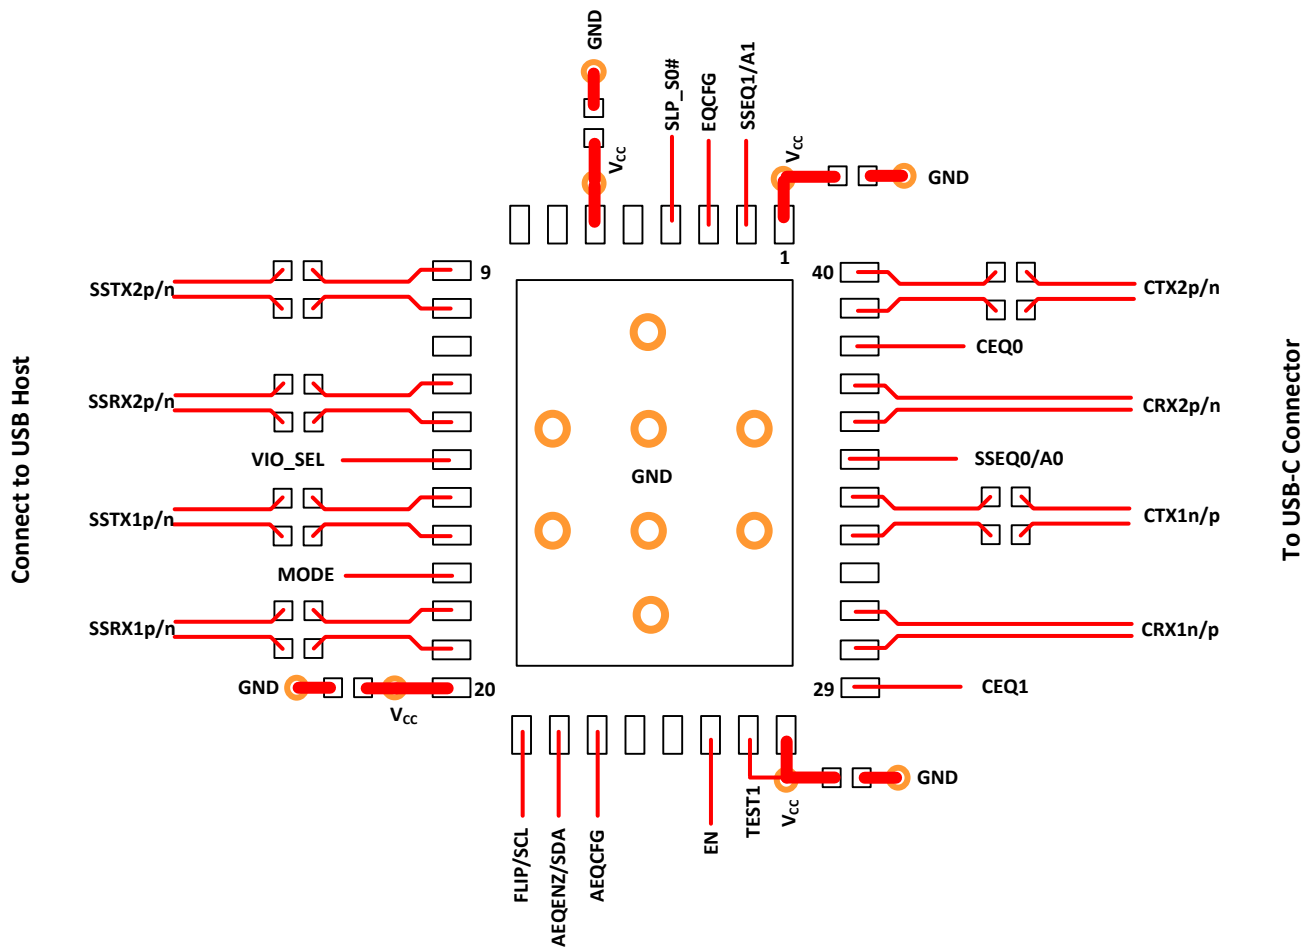 GND
SLP_S0#
EQCFG
SSEQ1/A1
VCC
VCC
GND
1
9
40
SSTX2p/n
CTX2p/n
CEQ0
SSRX2p/n
CRX2p/n
VIO_SEL
SSEQ0/A0
GND
SSTX1p/n
CTX1n/p
MODE
SSRX1p/n
CRX1n/p
GND
VCC
20
29
CEQ1
Connect to USB Host
To USB-C Connector
FLIP/SCL
AEQENZ/SDA
AEQCFG
EN
TEST1
VCC
GND